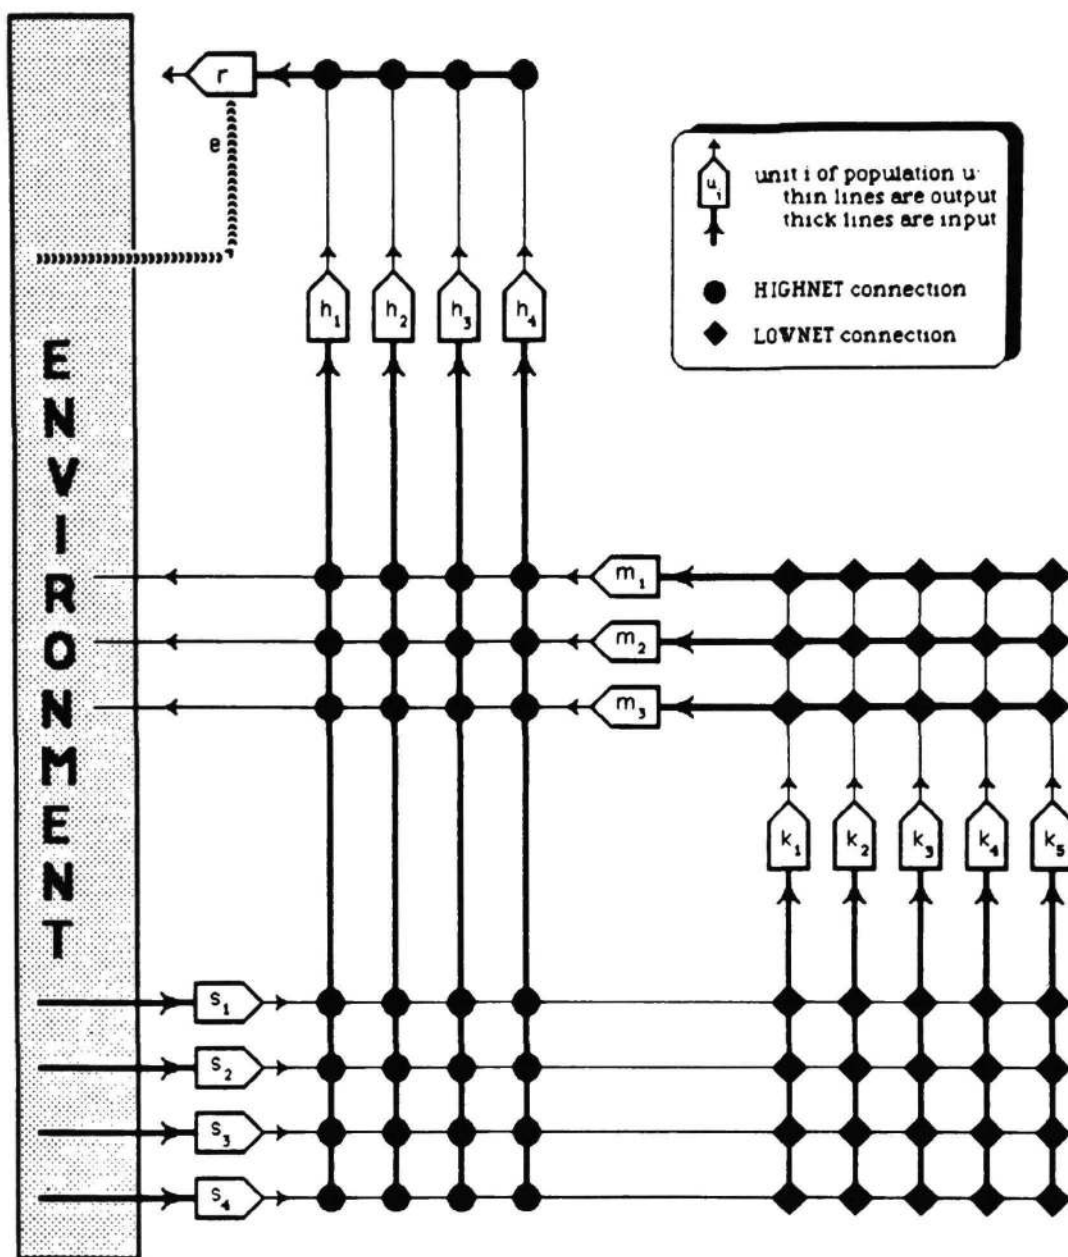 r
e
unit i of population u.
thin lines are output
thick lines are input
u i
HIGHNET connection
LOWNET connection
h1 h2 h3 h4
ENVIRONMENT
m1
m2
m3
k1 k2 k3 k4 k5
s1
s2
s3
s4